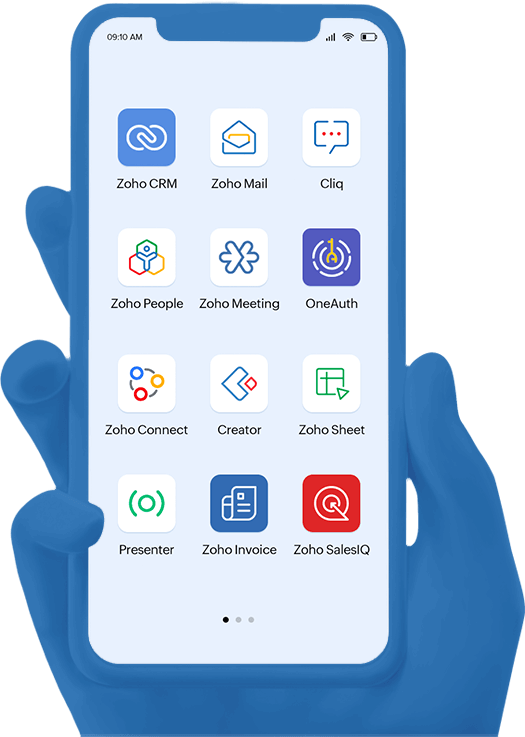 09:10 AM
Zoho CRM
Zoho Mail
Cliq
Zoho People
Zoho Meeting
OneAuth
Zoho Connect
Creator
Zoho Sheet
Presenter
Zoho Invoice
Zoho SalesIQ